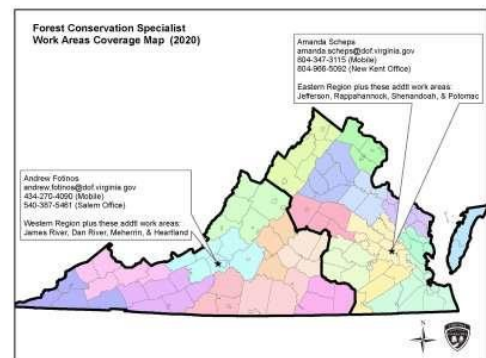 Forest Conservation Specialist
Work Areas Coverage Map (2020)
Amanda Scheps
amanda.scheps@dof.virginia.gov
804-347-3115 (Mobile)
804-966-5092 (New Kent Office)
Eastern Region plus these addtl work areas:
Jefferson, Rappahannock, Shenandoah, & Potomac
Andrew Fotinos
andrew.fotinos@dof.virginia.gov
434-270-4090 (Mobile)
540-387-5461 (Salem Office)
Western Region plus these addtl work areas:
James River, Dan River, Meherrin, & Heartland